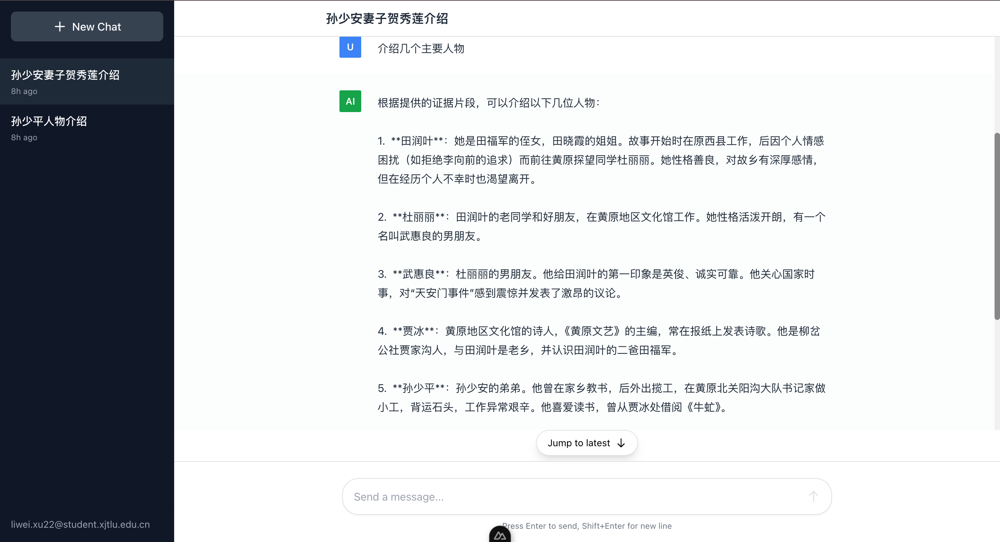 New Chat
孙少安妻子贺秀莲介绍
8h ago
孙少平人物介绍
8h ago
liwei.xu22@student.xjtlu.edu.cn
孙少安妻子贺秀莲介绍
U
介绍几个主要人物
AI
根据提供的证据片段，可以介绍以下几位人物：
1. **田润叶**：她是田福军的侄女，田晓霞的姐姐。故事开始时在原西县工作，后因个人情感
困扰（如拒绝李向前的追求）而前往黄原探望同学杜丽丽。她性格善良，对故乡有深厚感情，
但在经历个人不幸时也渴望离开。
2. **杜丽丽**：田润叶的老同学和好朋友，在黄原地区文化馆工作。她性格活泼开朗，有一个
名叫武惠良的男朋友。
3. **武惠良**：杜丽丽的男朋友。他给田润叶的第一印象是英俊、诚实可靠。他关心国家时
事，对“天安门事件”感到震惊并发表了激昂的议论。
4. **贾冰**：黄原地区文化馆的诗人，《黄原文艺》的主编，常在报纸上发表诗歌。他是柳岔
公社贾家沟人，与田润叶是老乡，并认识田润叶的二爸田福军。
5. **孙少平**：孙少安的弟弟。他曾在家乡教书，后外出揽工，在黄原北关阳沟大队书记家做
小工，背运石头，工作异常艰辛。他喜爱读书，曾从贾冰处借阅《牛虻》。
Jump to latest
Send a message...
Press Enter to send, Shift+Enter for new line